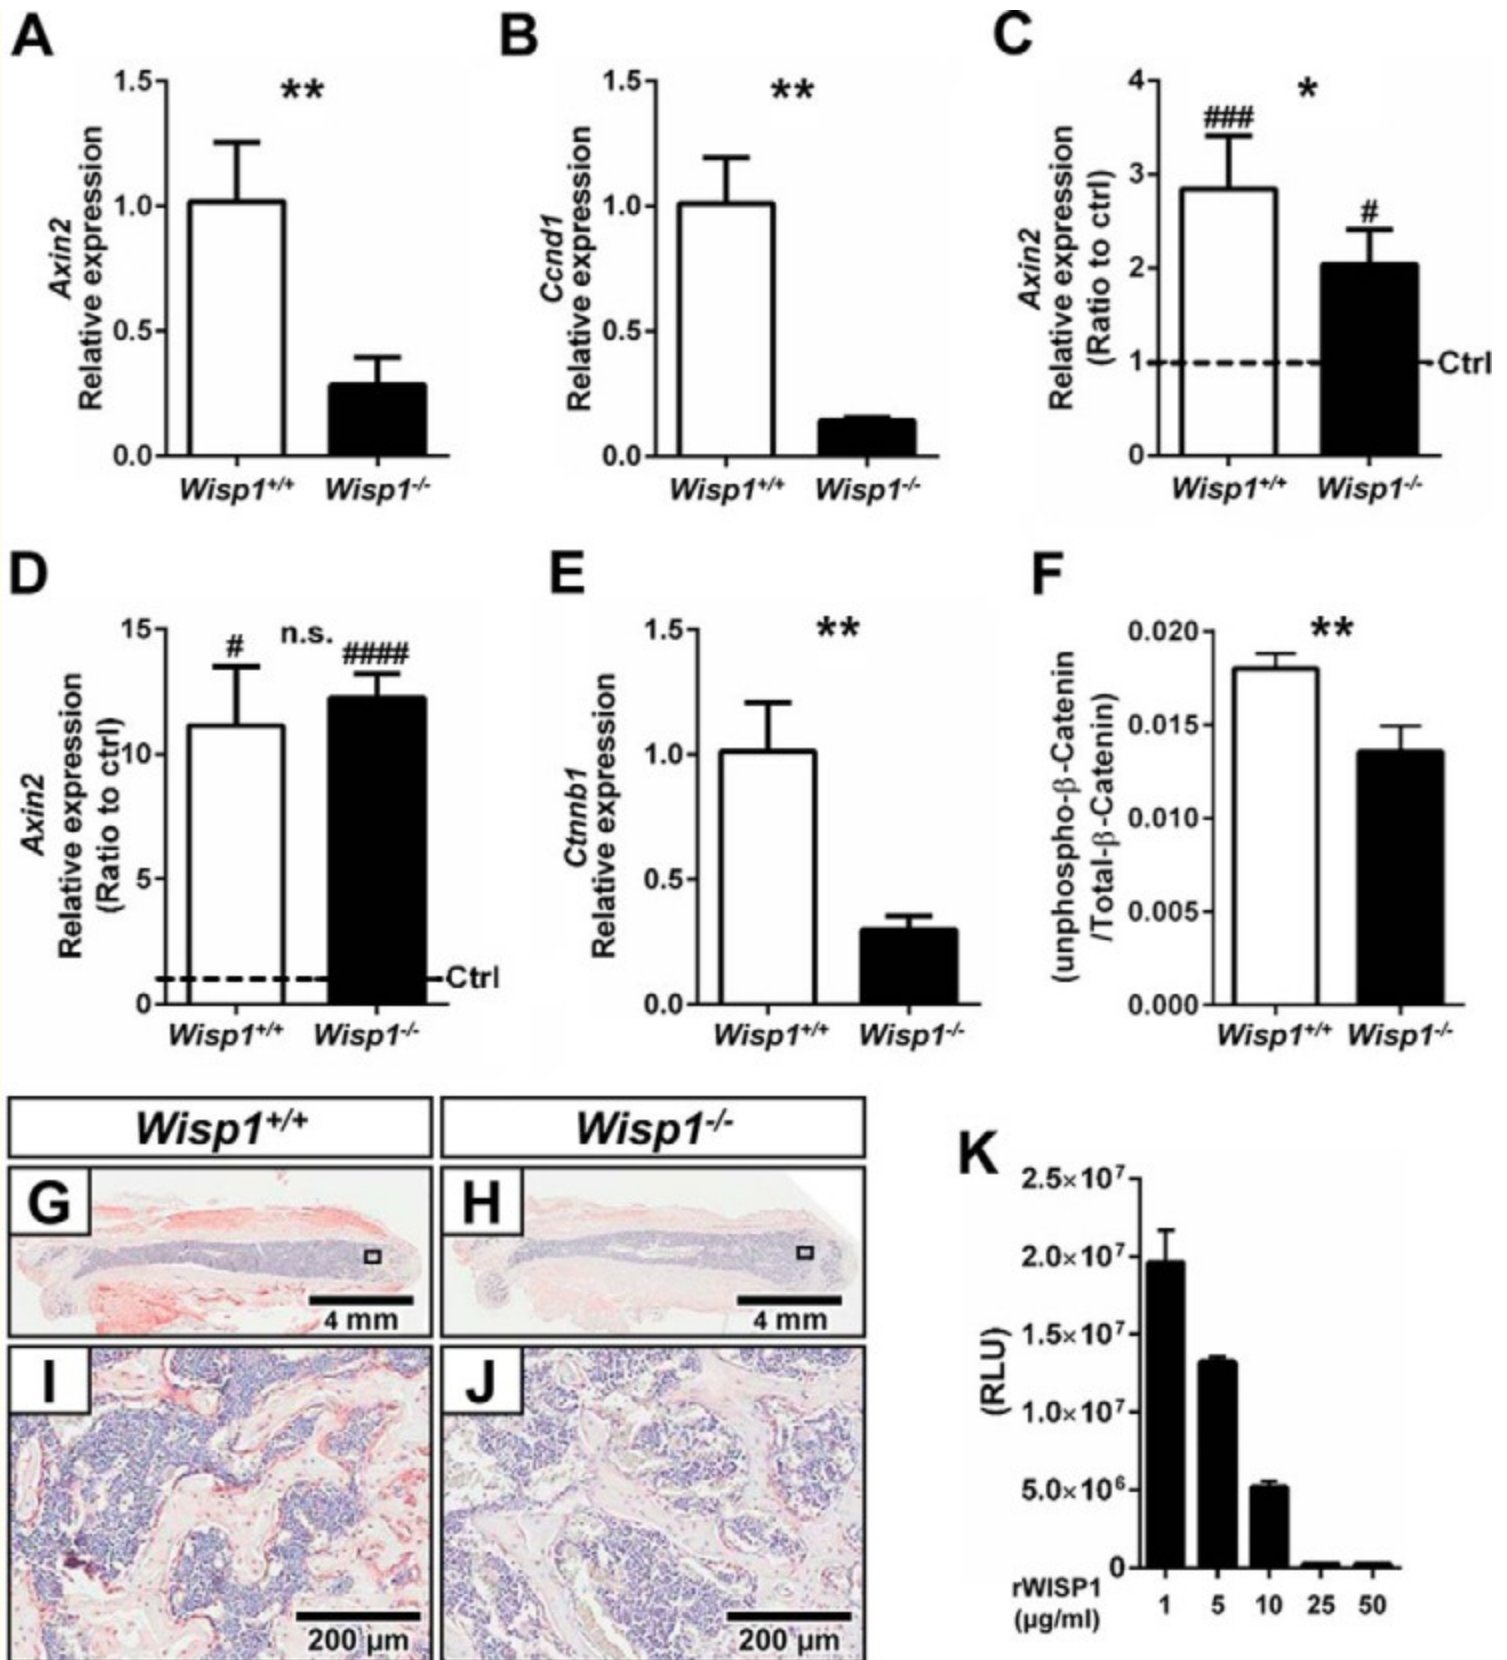 A
Axin2
Relative expression
1.5
1.0
0.5
0.0
**
Wisp1+/+
Wisp1-/-
B
Ccnd1
Relative expression
1.5
1.0
0.5
0.0
**
Wisp1+/+
Wisp1-/-
C
Axin2
Relative expression
(Ratio to ctrl)
4
3
2
1
0
###
*
#
Ctrl
Wisp1+/+
Wisp1-/-
D
Axin2
Relative expression
(Ratio to ctrl)
15
10
5
0
#
n.s.
####
Ctrl
Wisp1+/+
Wisp1-/-
E
Ctnnb1
Relative expression
1.5
1.0
0.5
0.0
**
Wisp1+/+
Wisp1-/-
F
(unphospho-β-Catenin
/Total-β-Catenin)
0.020
0.015
0.010
0.005
0.000
**
Wisp1+/+
Wisp1-/-
Wisp1+/+
Wisp1-/-
G
4 mm
H
4 mm
I
200 µm
J
200 µm
K
(RLU)
2.5×10⁷
2.0×10⁷
1.5×10⁷
1.0×10⁷
5.0×10⁶
0
rWISP1
(µg/ml)
1 5 10 25 50